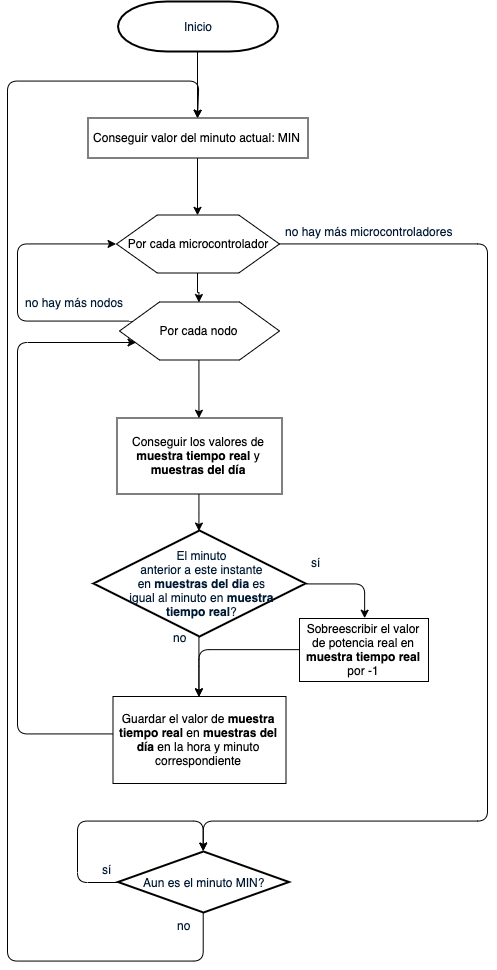 Inicio
Conseguir valor del minuto actual: MIN
Por cada microcontrolador
no hay más microcontroladores
no hay más nodos
Por cada nodo
Conseguir los valores de
muestra tiempo real y
muestras del día
El minuto
anterior a este instante
en muestras del dia es
igual al minuto en muestra
tiempo real?
sí
no
Sobreescribir el valor
de potencia real en
muestra tiempo real
por -1
Guardar el valor de muestra
tiempo real en muestras del
día en la hora y minuto
correspondiente
Aun es el minuto MIN?
sí
no